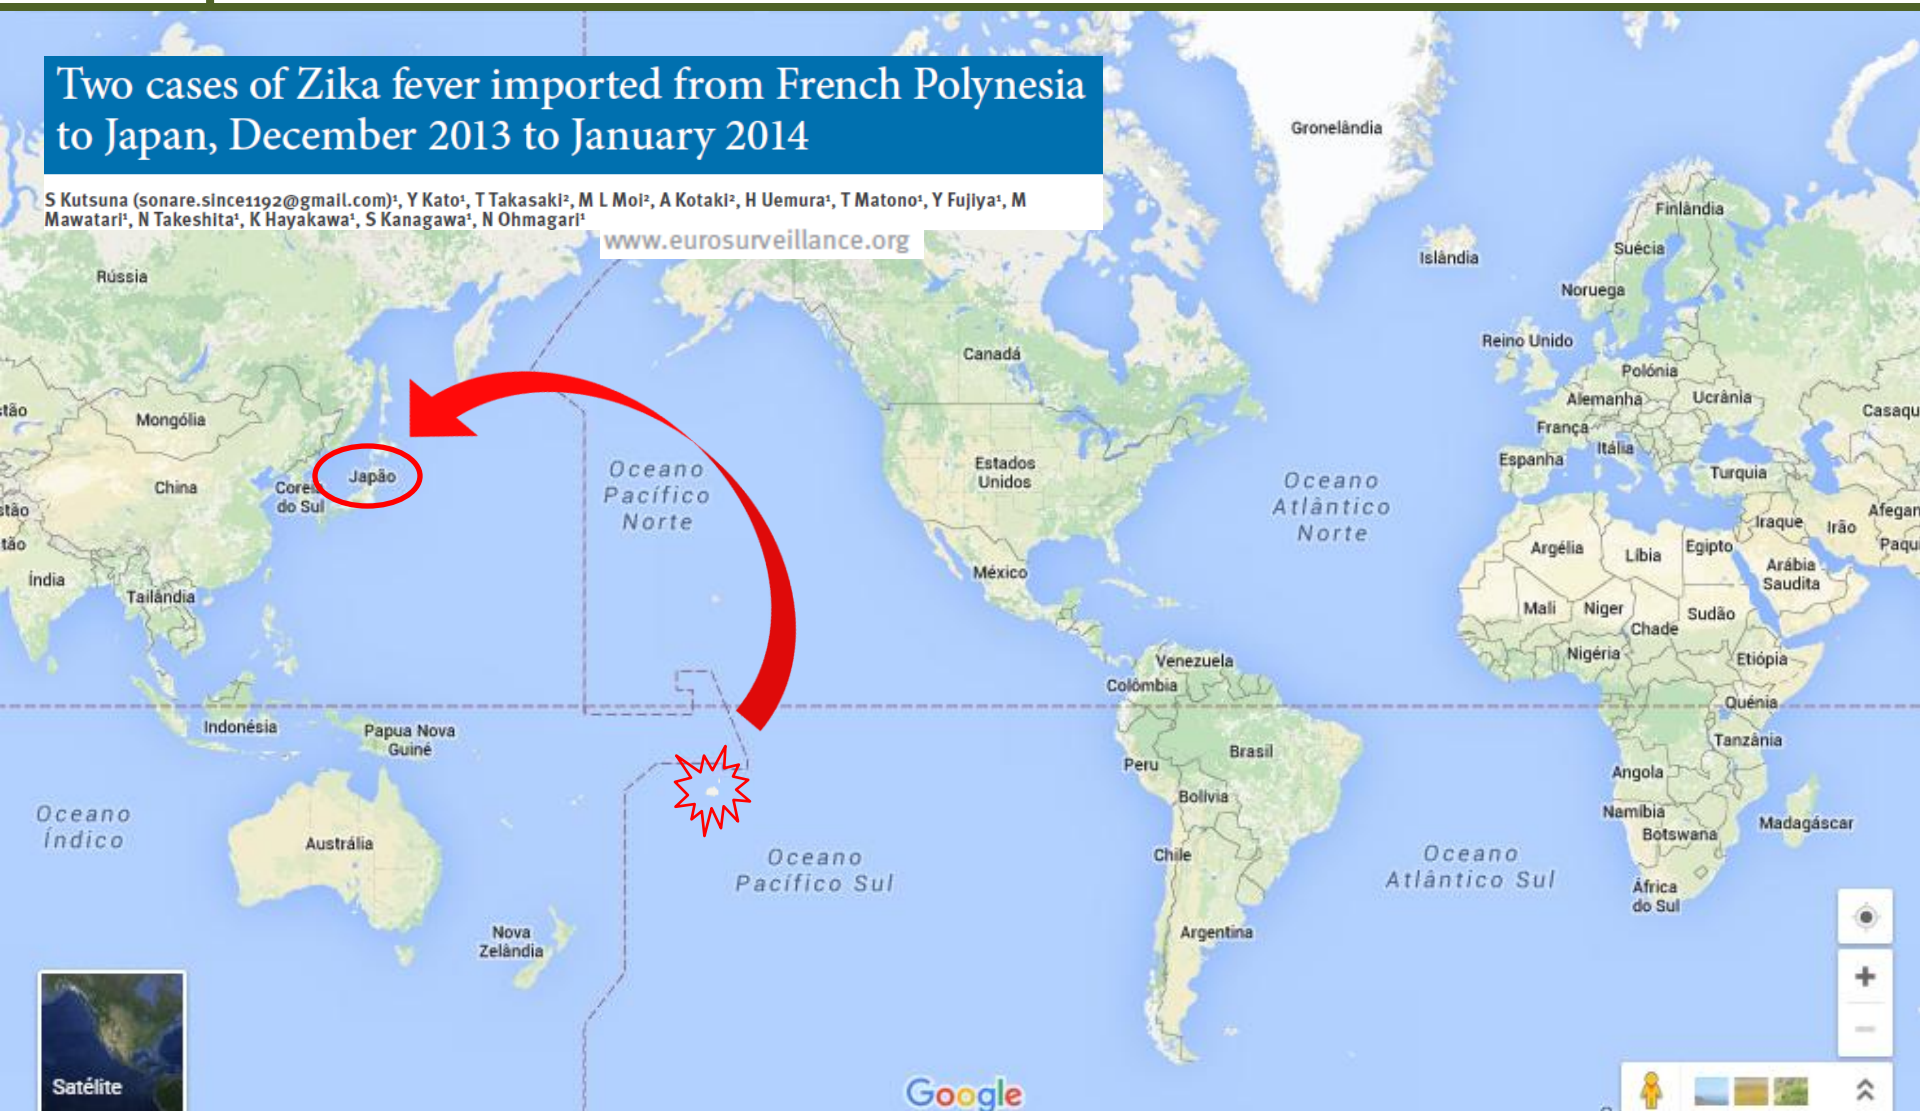 Two cases of Zika fever imported from French Polynesia
to Japan, December 2013 to January 2014
S Kutsuna (sonare.since1192@gmail.com)¹, Y Kato¹, T Takasaki², M L Moi², A Kotaki², H Uemura¹, T Matono¹, Y Fujiya¹, M
Mawatari¹, N Takeshita¹, K Hayakawa¹, S Kanagawa¹, N Ohmagari¹
www.eurosurveillance.org
Gronelândia
Finlândia
Suécia
Islândia
Rússia
Noruega
Reino Unido
Canadá
Polónia
Alemanha
Ucrânia
stão
Mongólia
Casaqu
França
Itália
Espanha
Turquia
Oceano
Pacífico
Norte
Estados
Unidos
Oceano
Atlântico
Norte
Japão
China
Coreia
do Sul
stão
tão
Afegan
Iraque
Irão
Paqui
Argélia
Líbia
Egipto
Arábia
Saudita
México
Índia
Tailândia
Mali
Niger
Sudão
Chade
Nigéria
Etiópia
Venezuela
Colômbia
Quénia
Indonésia
Papua Nova
Guiné
Tanzânia
Brasil
Peru
Angola
Bolívia
Namíbia
Botswana
Madagáscar
Oceano
Índico
Austrália
Oceano
Pacífico Sul
Chile
Oceano
Atlântico Sul
África
do Sul
Nova
Zelândia
Argentina
Satélite
Google